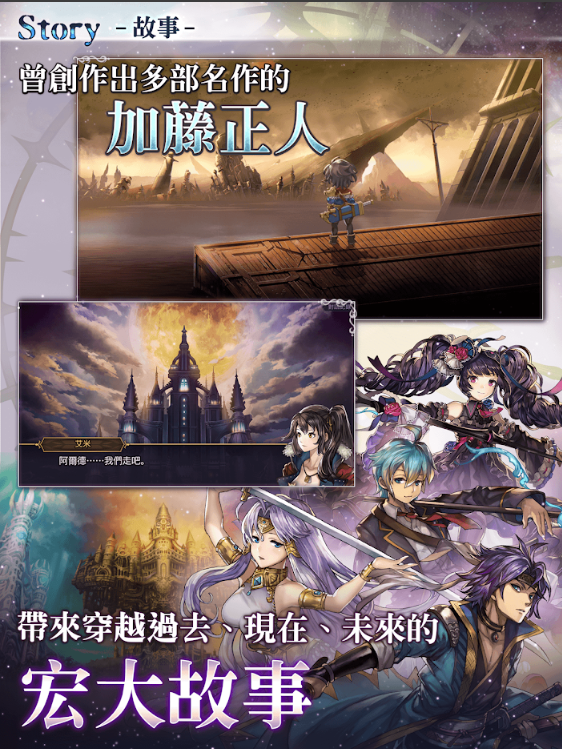 Story -故事-
曾創作出多部名作的
加藤正人
艾米
阿爾德……我們走吧。
帶來穿越過去、現在、未來的
宏大故事